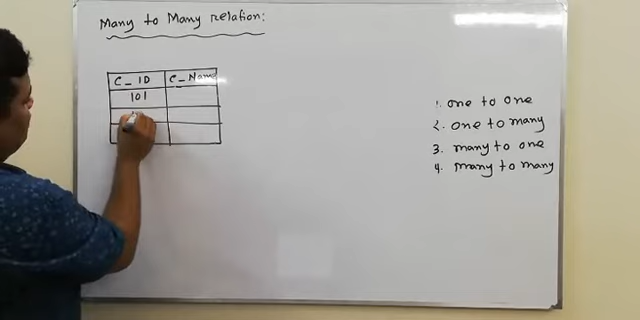 Many to Many relation:
C_ID C_Name
101
1. one to one
2. one to many
3. many to one
4. many to many